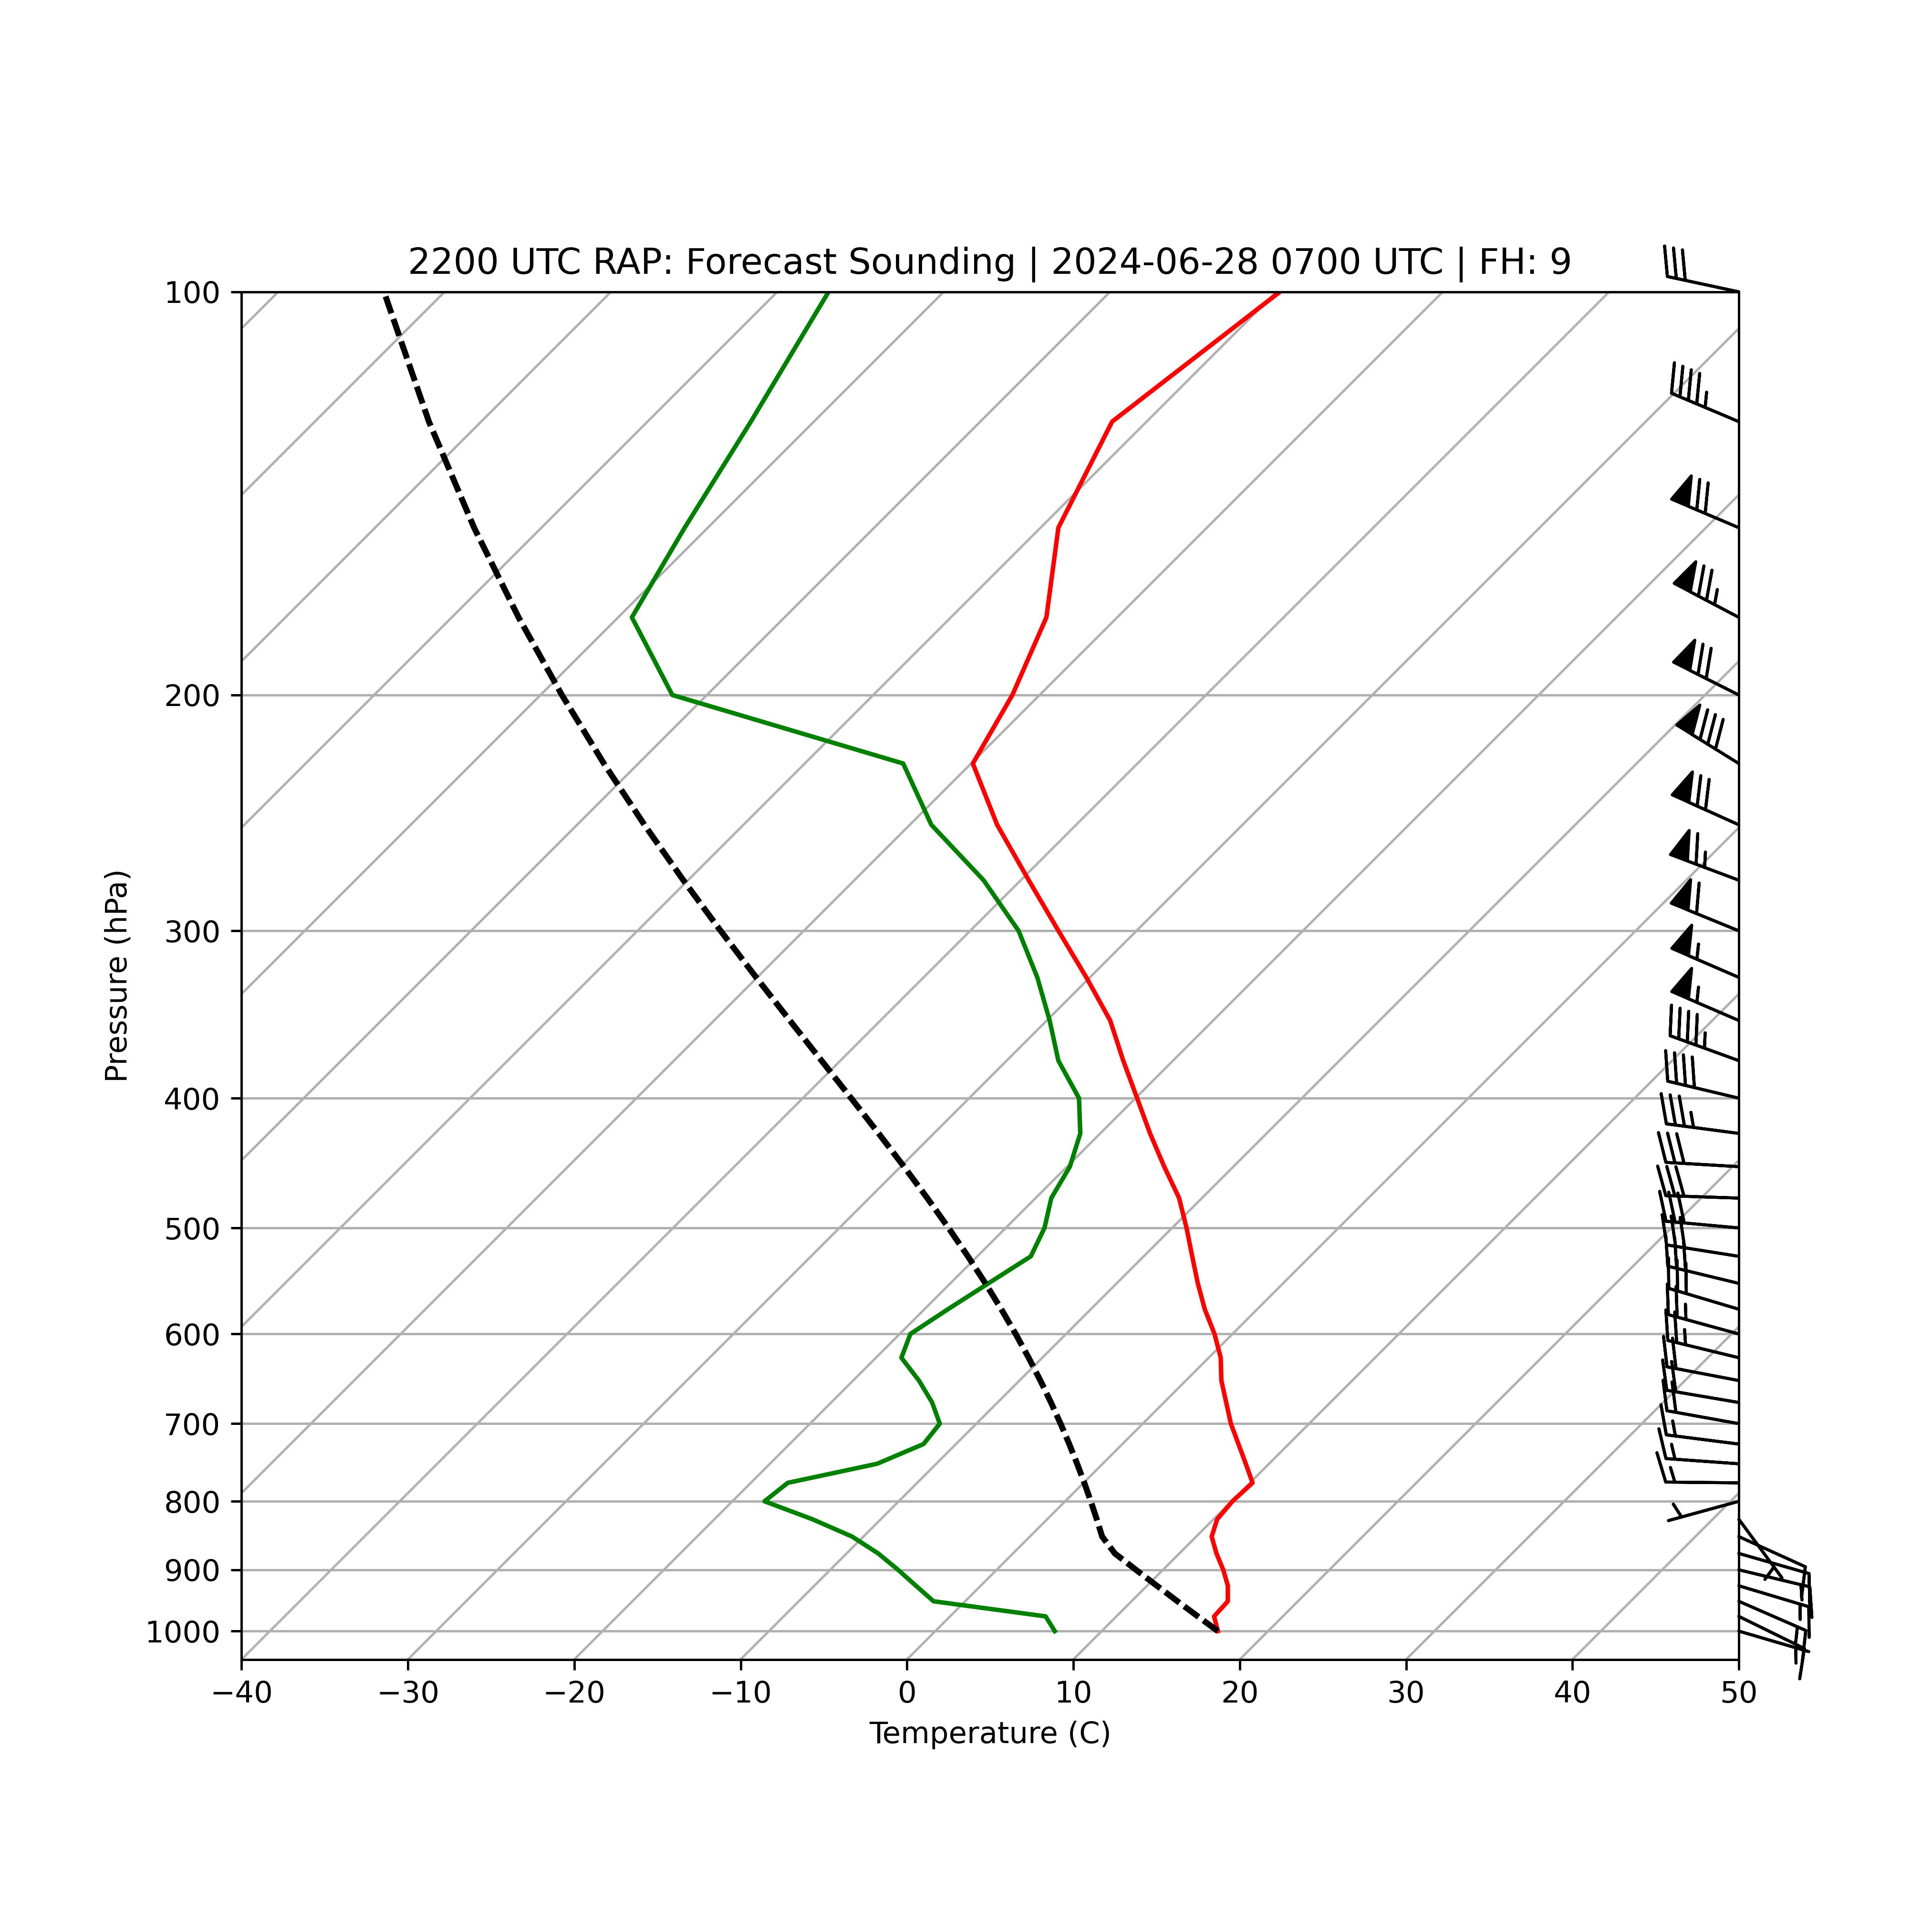 2200 UTC RAP: Forecast Sounding | 2024-06-28 0700 UTC | FH: 9
100
200
300
400
500
600
700
800
900
1000
Pressure (hPa)
−40 −30 −20 −10 0 10 20 30 40 50
Temperature (C)